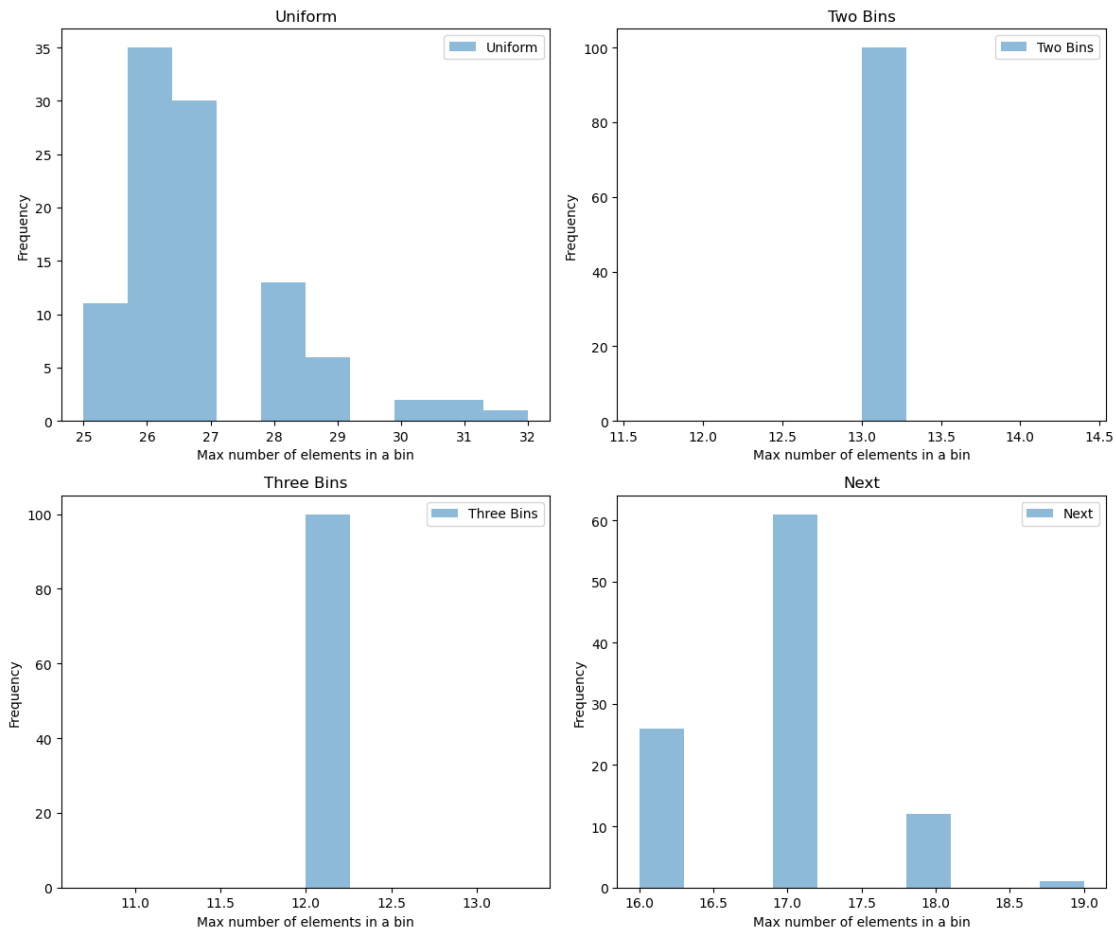 Uniform
Uniform
Frequency
35
30
25
20
15
10
5
0
25 26 27 28 29 30 31 32
Max number of elements in a bin
Two Bins
Two Bins
Frequency
100
80
60
40
20
0
11.5 12.0 12.5 13.0 13.5 14.0 14.5
Max number of elements in a bin
Three Bins
Three Bins
Frequency
100
80
60
40
20
0
11.0 11.5 12.0 12.5 13.0
Max number of elements in a bin
Next
Next
Frequency
60
50
40
30
20
10
0
16.0 16.5 17.0 17.5 18.0 18.5 19.0
Max number of elements in a bin